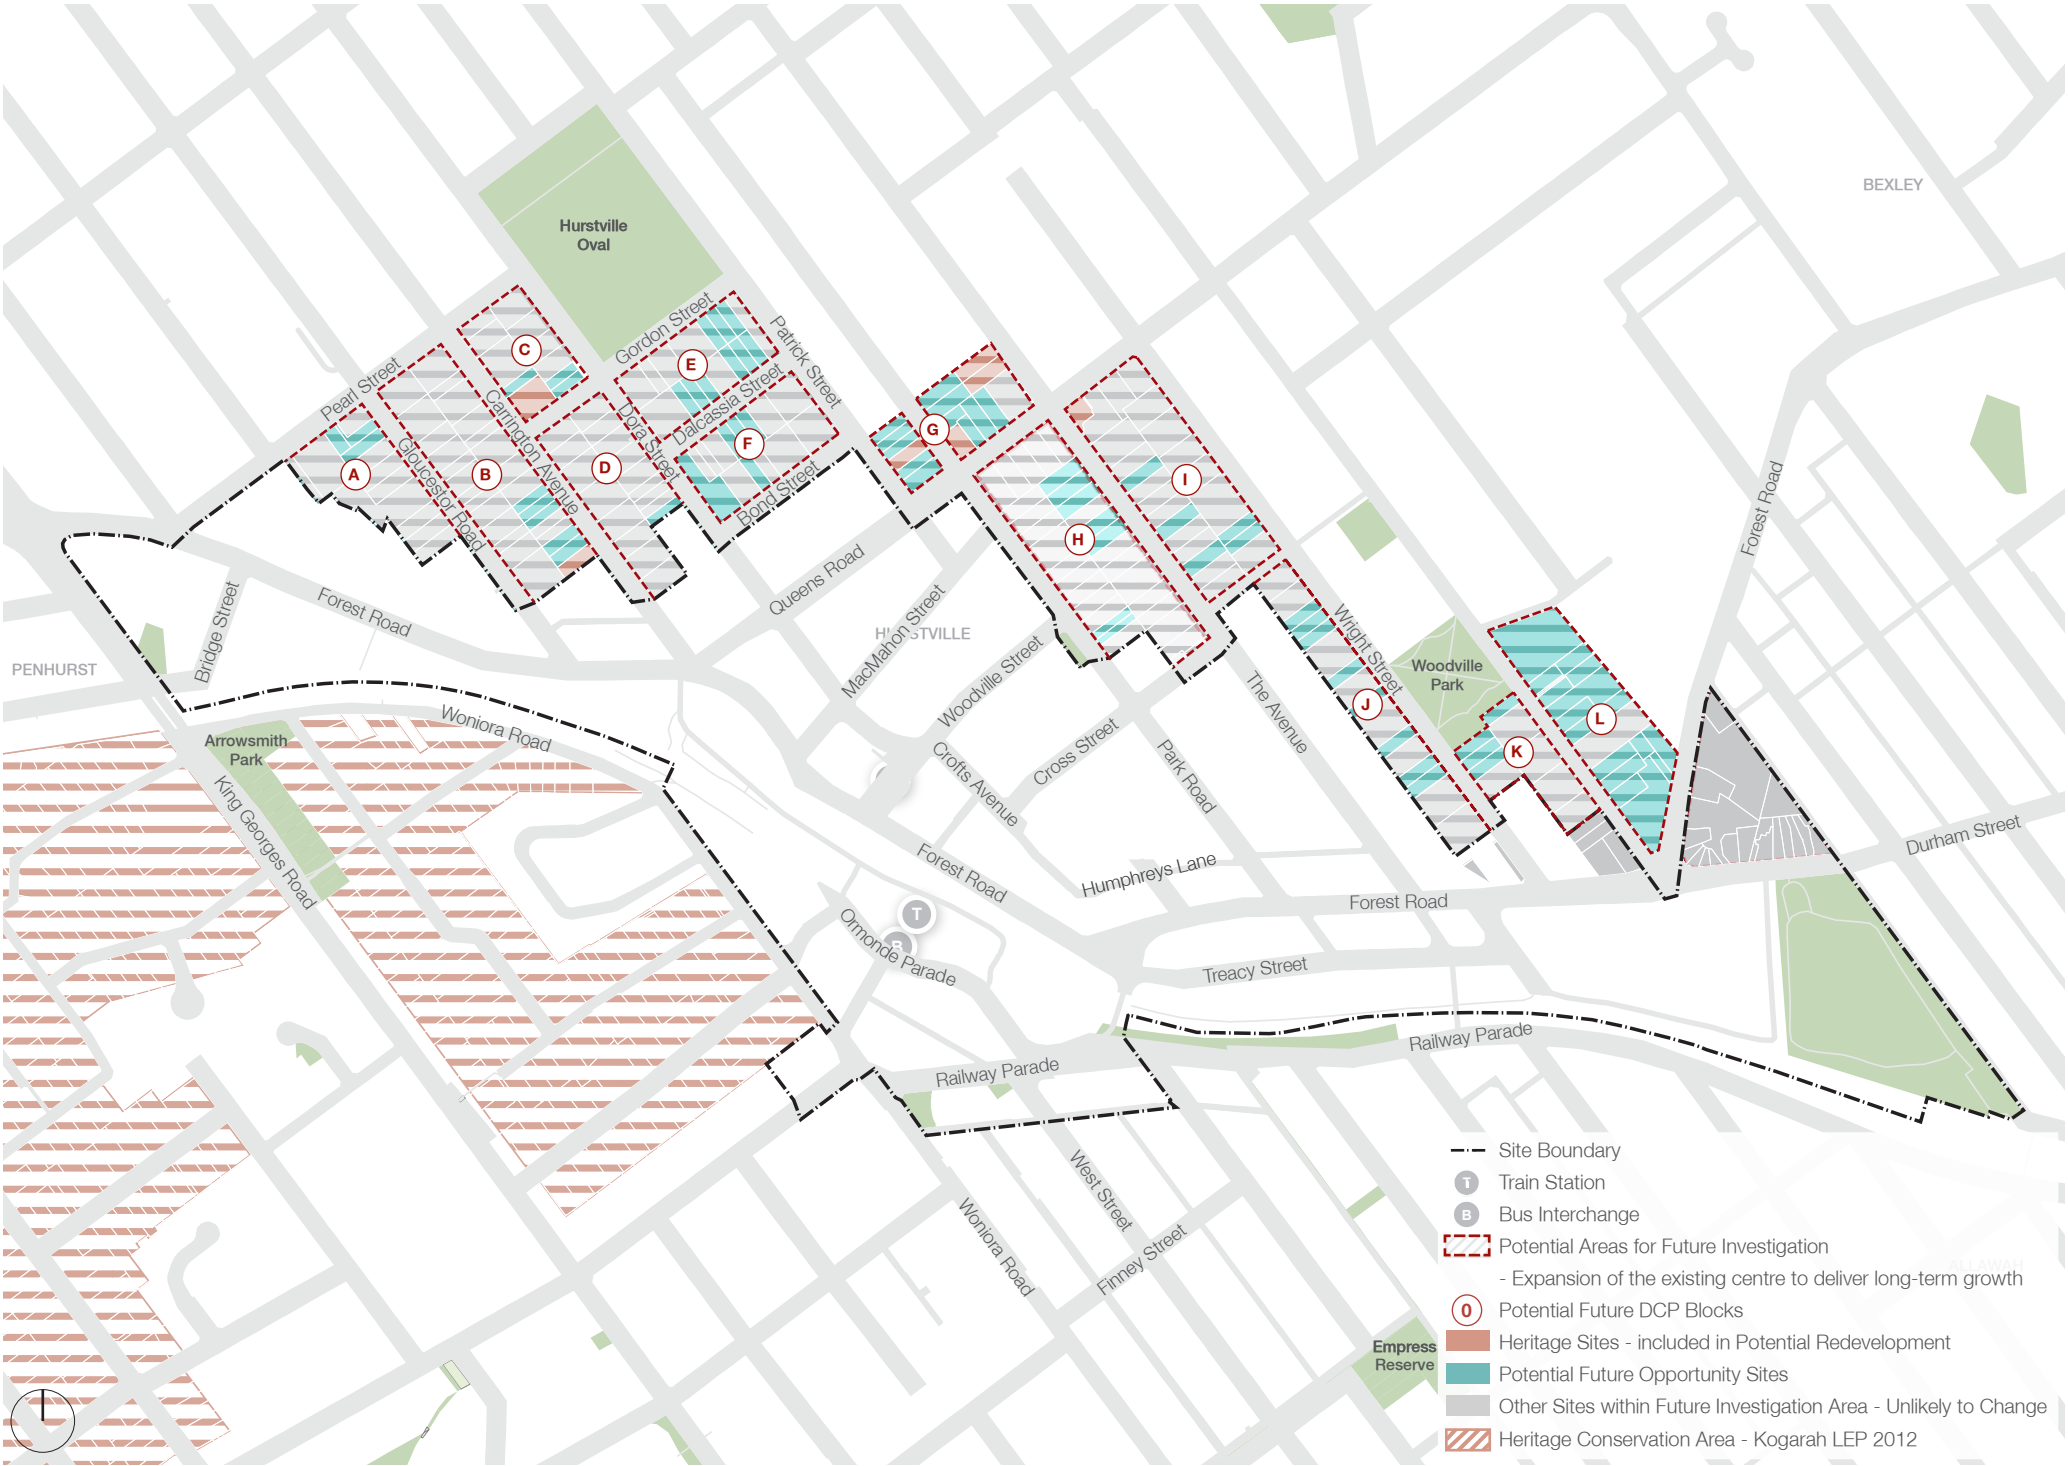 BEXLEY
Hurstville
Oval
Gordon Street
Patrick Street
C
E
Pearl Street
Dalcassia Street
Carrington Avenue
Dora Street
G
F
A
B
D
I
Gloucestor Road
Bond Street
Forest Road
H
Queens Road
Forest Road
Bridge Street
MacMahon Street
Wright Street
PENHURST
Woodville Street
Woodville
Park
The Avenue
J
L
Woniora Road
K
Arrowsmith
Park
Crofts Avenue
Cross Street
Park Road
King Georges Road
Durham Street
Forest Road
Humphreys Lane
Forest Road
T
B
Ormonde Parade
Treacy Street
Railway Parade
Railway Parade
West Street
Woniora Road
Finney Street
Empress
Reserve
ALLAWAH
Site Boundary
T Train Station
B Bus Interchange
Potential Areas for Future Investigation
- Expansion of the existing centre to deliver long-term growth
0 Potential Future DCP Blocks
Heritage Sites - included in Potential Redevelopment
Potential Future Opportunity Sites
Other Sites within Future Investigation Area - Unlikely to Change
Heritage Conservation Area - Kogarah LEP 2012